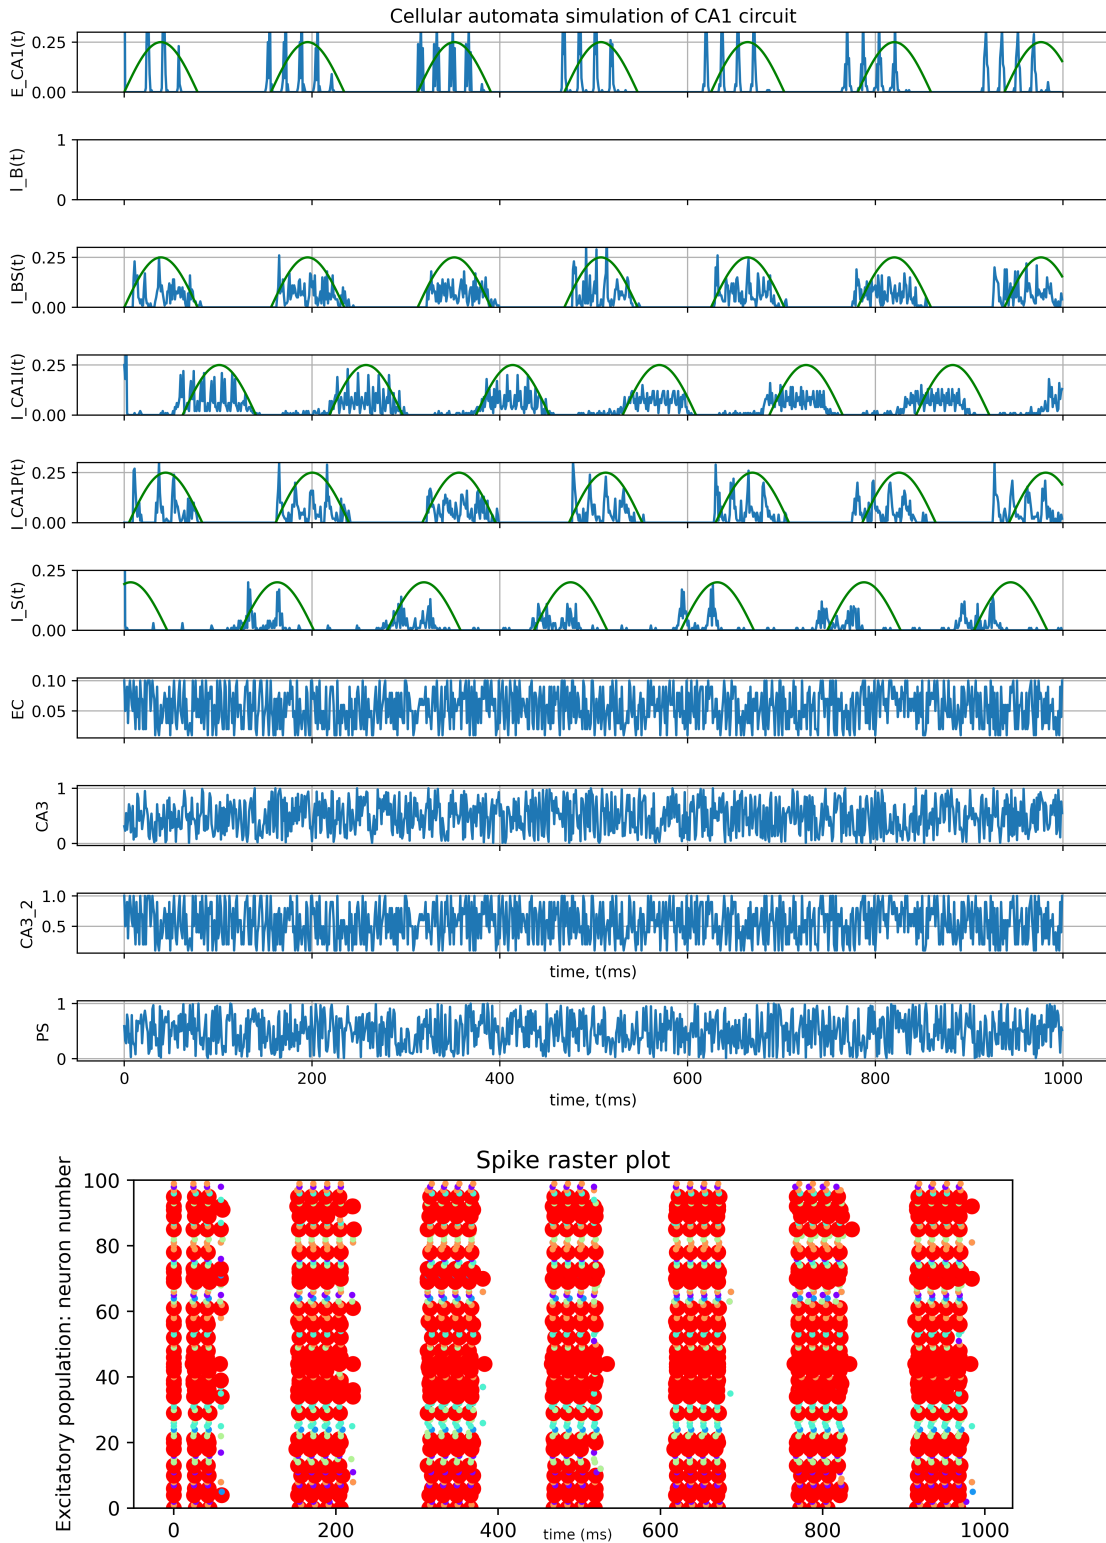 Cellular automata simulation of CA1 circuit
E_CA1(t)
0.25
0.00
I_B(t)
1
0
I_BS(t)
0.25
0.00
I_CA1I(t)
0.25
0.00
I_CA1P(t)
0.25
0.00
I_S(t)
0.25
0.00
EC
0.10
0.05
CA3
1
0
CA3_2
1.0
0.5
time, t(ms)
PS
1
0
0 200 400 600 800 1000
time, t(ms)
Spike raster plot
Excitatory population: neuron number
100
80
60
40
20
0
0 200 400 600 800 1000
time (ms)